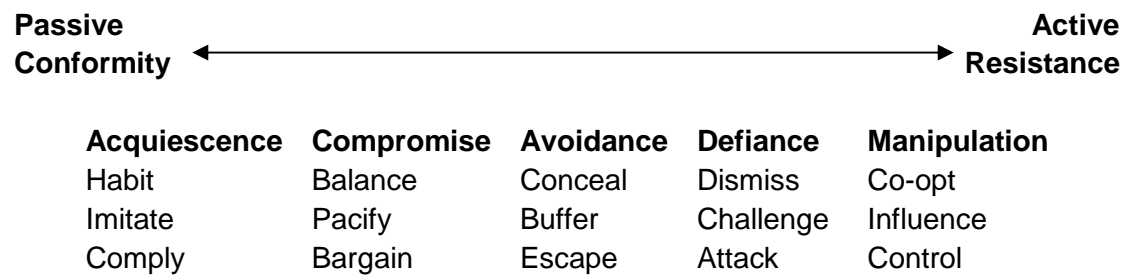 Passive Active
Conformity Resistance
Acquiescence Compromise Avoidance Defiance Manipulation
Habit Balance Conceal Dismiss Co-opt
Imitate Pacify Buffer Challenge Influence
Comply Bargain Escape Attack Control